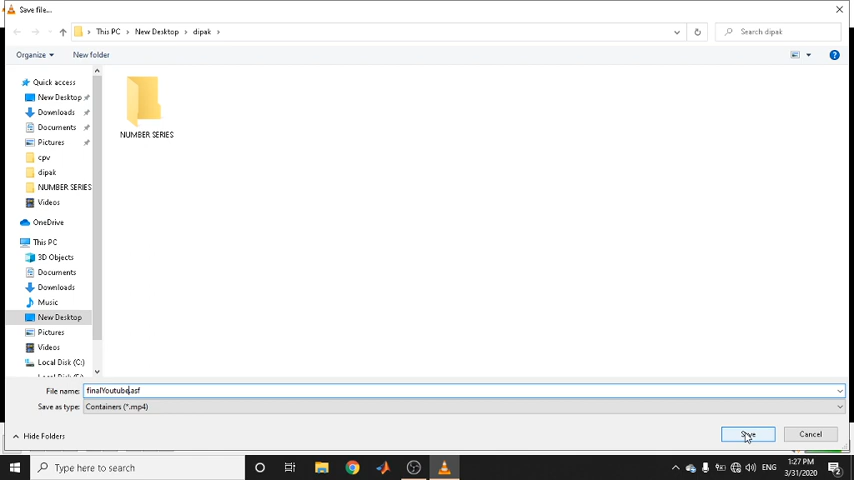 Save file...
This PC > New Desktop > dipak >
Search dipak
Organize
New folder
Quick access
New Desktop
Downloads
Documents
Pictures
cpv
dipak
NUMBER SERIES
Videos
OneDrive
This PC
3D Objects
Documents
Downloads
Music
New Desktop
Pictures
Videos
Local Disk (C:)
NUMBER SERIES
File name: finalYoutube.asf
Save as type: Containers (*.mp4)
Hide Folders
Save
Cancel
Type here to search
ENG
1:27 PM
3/31/2020
2